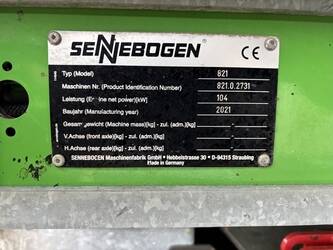 SENNEBOGEN CE
Typ (Model) 821
Maschinen Nr. (Product Identification Number) 821.0.2731
Leistung (E ine net power)[kW] 104
Baujahr (Manufacturing year) 2021
Gesamtgewicht (Machine mass)[kg] - zul. (adm.)[kg]
V.Achse (front axle)[kg] - zul. (adm.)[kg]
H.Achse (rear axle)[kg] - zul. (adm.)[kg]
SENNEBOGEN Maschinenfabrik GmbH • Hebbelstrasse 30 • D-94315 Straubing
Made in Germany